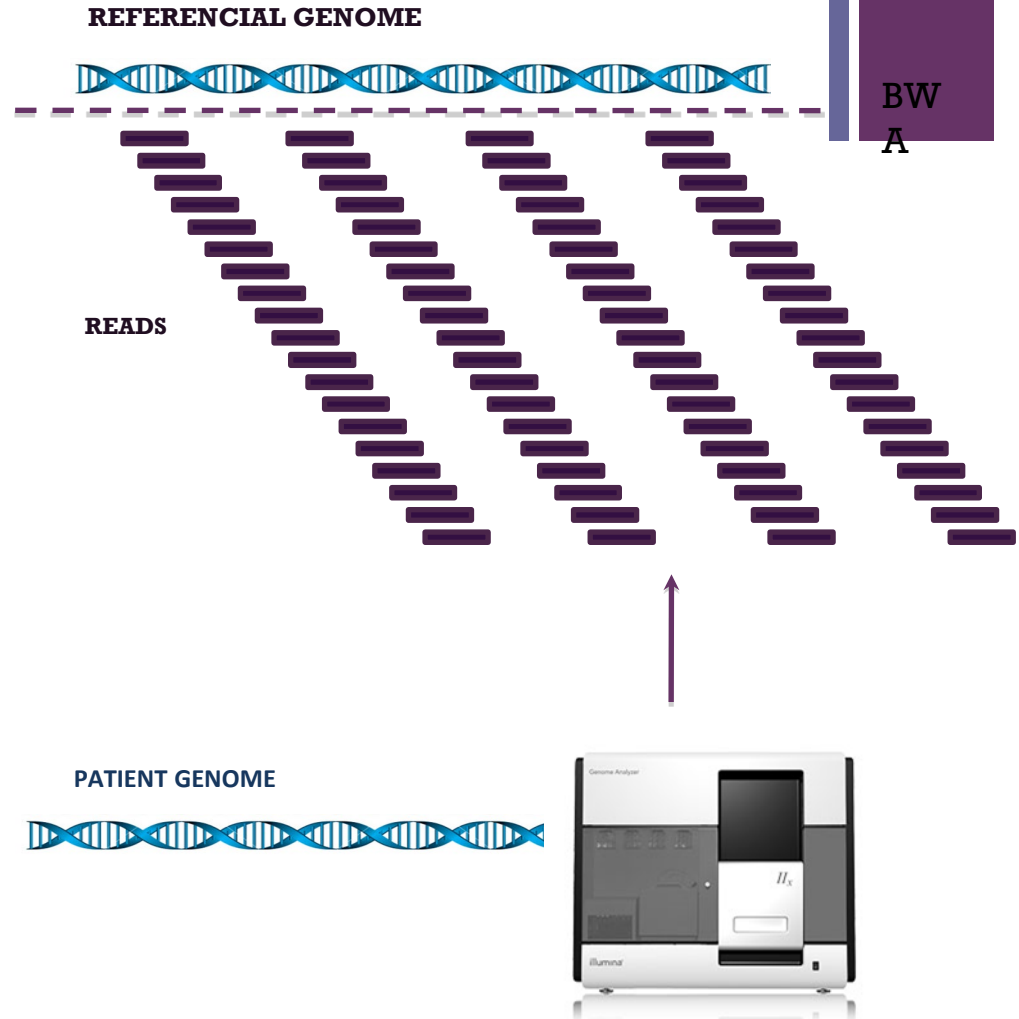 REFERENCIAL GENOME
BW
A
READS
PATIENT GENOME
Genome Analyzer
IIx
illumina